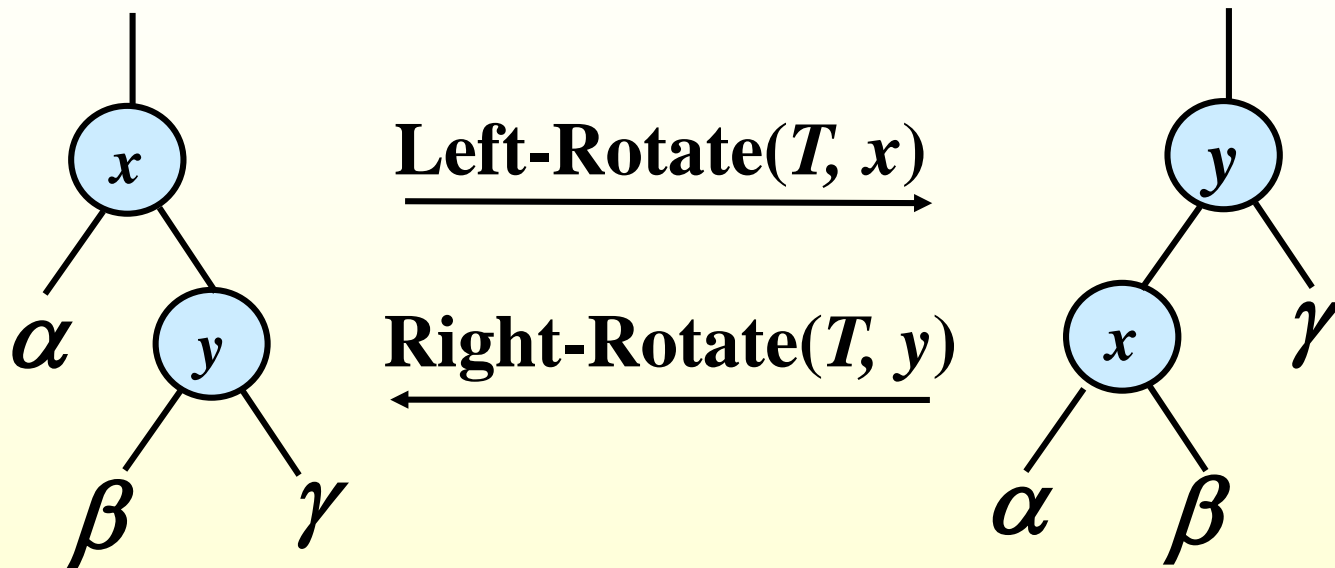 x
y
Left-Rotate(T, x)
α
y
Right-Rotate(T, y)
x
γ
β
γ
α
β